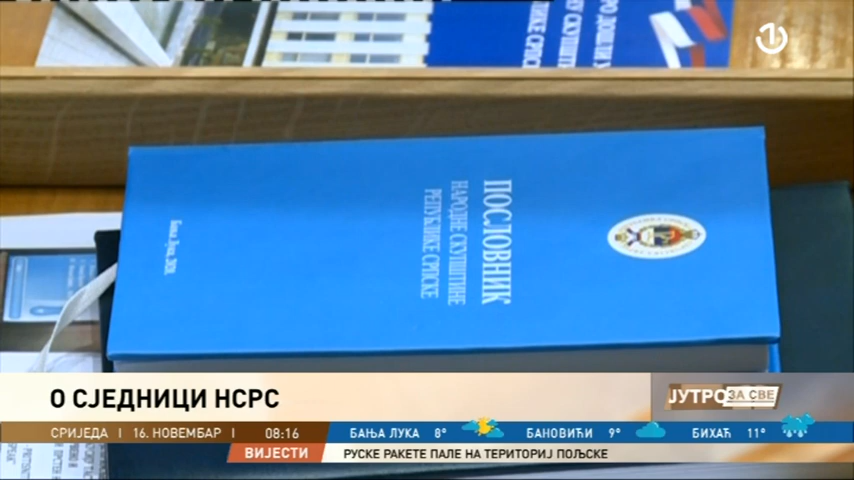 ПОСЛОВНИК
НАРОДНЕ СКУПШТИНЕ
РЕПУБЛИКЕ СРПСКЕ
О СЈЕДНИЦИ НСРС
ЈУТРО ЗА СВЕ
СРИЈЕДА | 16. НОВЕМБАР | 08:16
БАЊА ЛУКА 8° БАНОВИЋИ 9° БИХАЋ 11°
ВИЈЕСТИ РУСКЕ РАКЕТЕ ПАЛЕ НА ТЕРИТОРИЈ ПОЉСКЕ